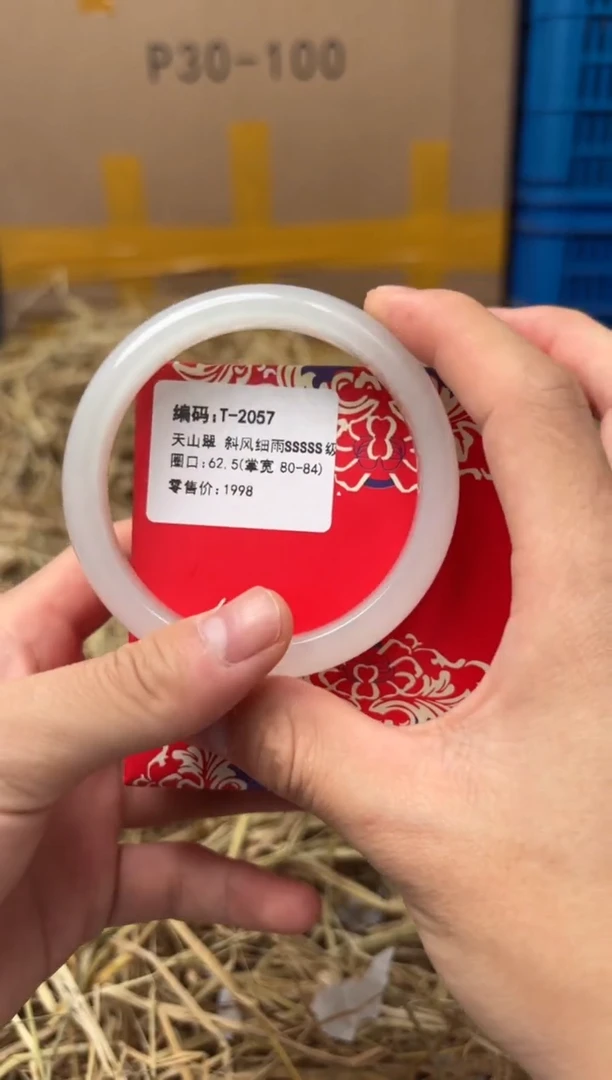 P30-100
编码:T-2057
天山翠 斜风细雨SSSSS级
圈口:62.5(掌宽 80-84)
零售价:1998